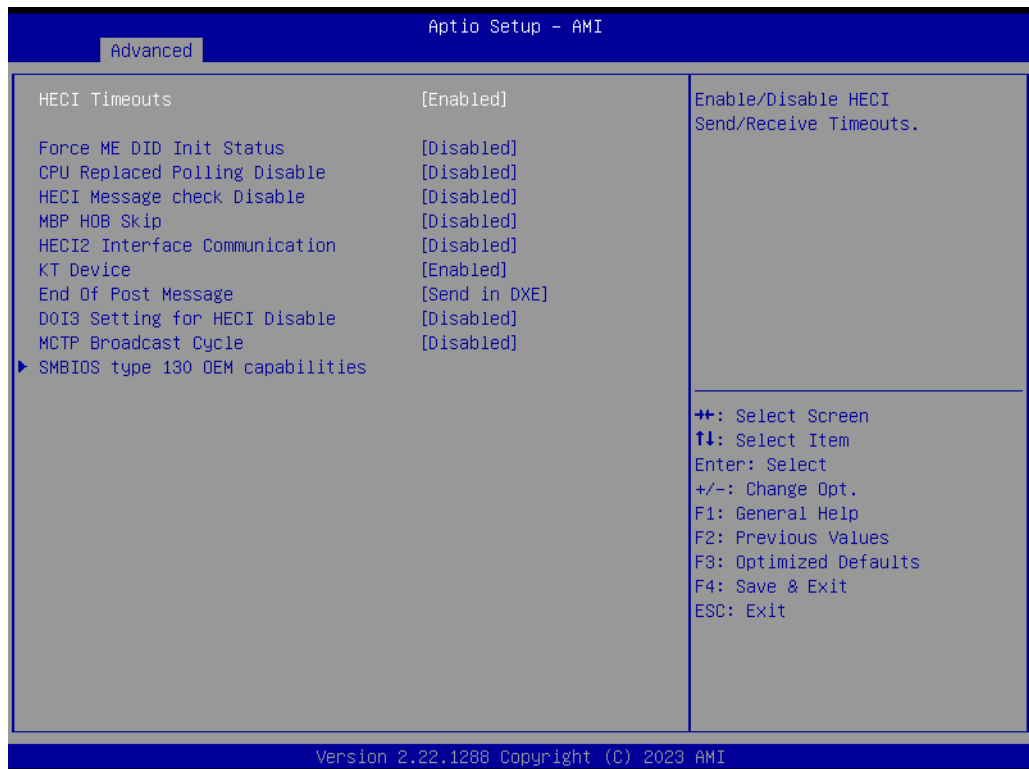 Aptio Setup – AMI
Advanced
HECI Timeouts [Enabled]
Force ME DID Init Status [Disabled]
CPU Replaced Polling Disable [Disabled]
HECI Message check Disable [Disabled]
MBP HOB Skip [Disabled]
HECI2 Interface Communication [Disabled]
KT Device [Enabled]
End Of Post Message [Send in DXE]
DOI3 Setting for HECI Disable [Disabled]
MCTP Broadcast Cycle [Disabled]
SMBIOS type 130 OEM capabilities
Enable/Disable HECI
Send/Receive Timeouts.
→←: Select Screen
↑↓: Select Item
Enter: Select
+/-: Change Opt.
F1: General Help
F2: Previous Values
F3: Optimized Defaults
F4: Save & Exit
ESC: Exit
Version 2.22.1288 Copyright (C) 2023 AMI